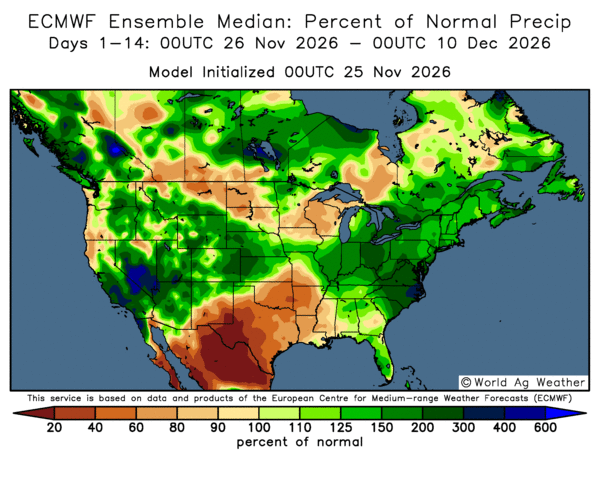 ECMWF Ensemble Median: Percent of Normal Precip
Days 1-14: 00UTC 26 Nov 2026 - 00UTC 10 Dec 2026
Model Initialized 00UTC 25 Nov 2026
© World Ag Weather
This service is based on data and products of the European Centre for Medium-range Weather Forecasts (ECMWF)
20 40 60 80 90 100 110 125 150 200 300 400 600
percent of normal